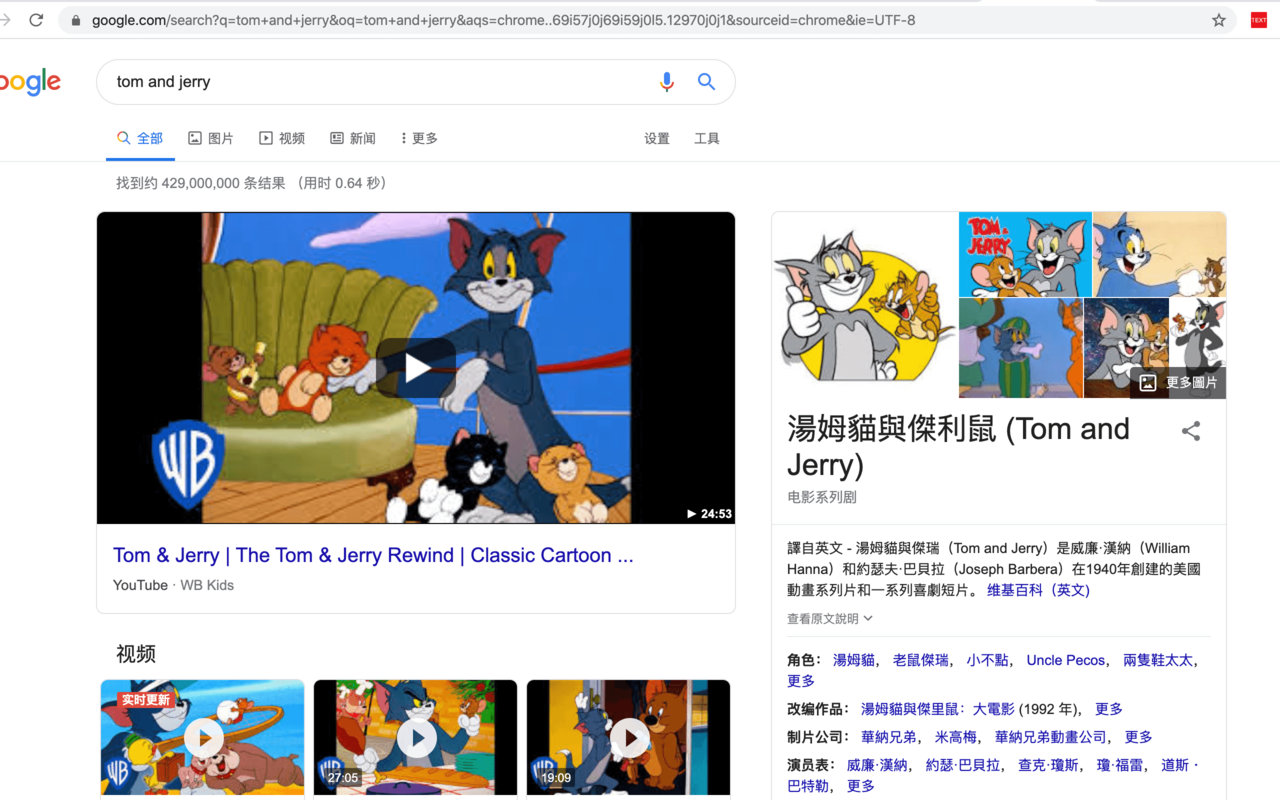 google.com/search?q=tom+and+jerry&oq=tom+and+jerry&aqs=chrome..69i57j0j69i59j0l5.12970j0j1&sourceid=chrome&ie=UTF-8
TEXT
oogle
tom and jerry
全部
图片
视频
新闻
更多
设置
工具
找到约 429,000,000 条结果 （用时 0.64 秒）
WB
24:53
Tom & Jerry | The Tom & Jerry Rewind | Classic Cartoon ...
YouTube · WB Kids
视频
实时更新
WB
27:05
19:09
TOM & JERRY
更多圖片
湯姆貓與傑利鼠 (Tom and
Jerry)
电影系列剧
譯自英文 - 湯姆貓與傑瑞（Tom and Jerry）是威廉·漢納（William
Hanna）和約瑟夫·巴貝拉（Joseph Barbera）在1940年創建的美國
動畫系列片和一系列喜劇短片。 维基百科（英文)
查看原文說明
角色： 湯姆貓， 老鼠傑瑞， 小不點， Uncle Pecos， 兩隻鞋太太，
更多
改编作品： 湯姆貓與傑里鼠：大電影 (1992 年)， 更多
制片公司： 華納兄弟， 米高梅， 華納兄弟動畫公司， 更多
演员表： 威廉·漢納， 約瑟·巴貝拉， 查克·瓊斯， 瓊·福雷， 道斯·
巴特勒， 更多